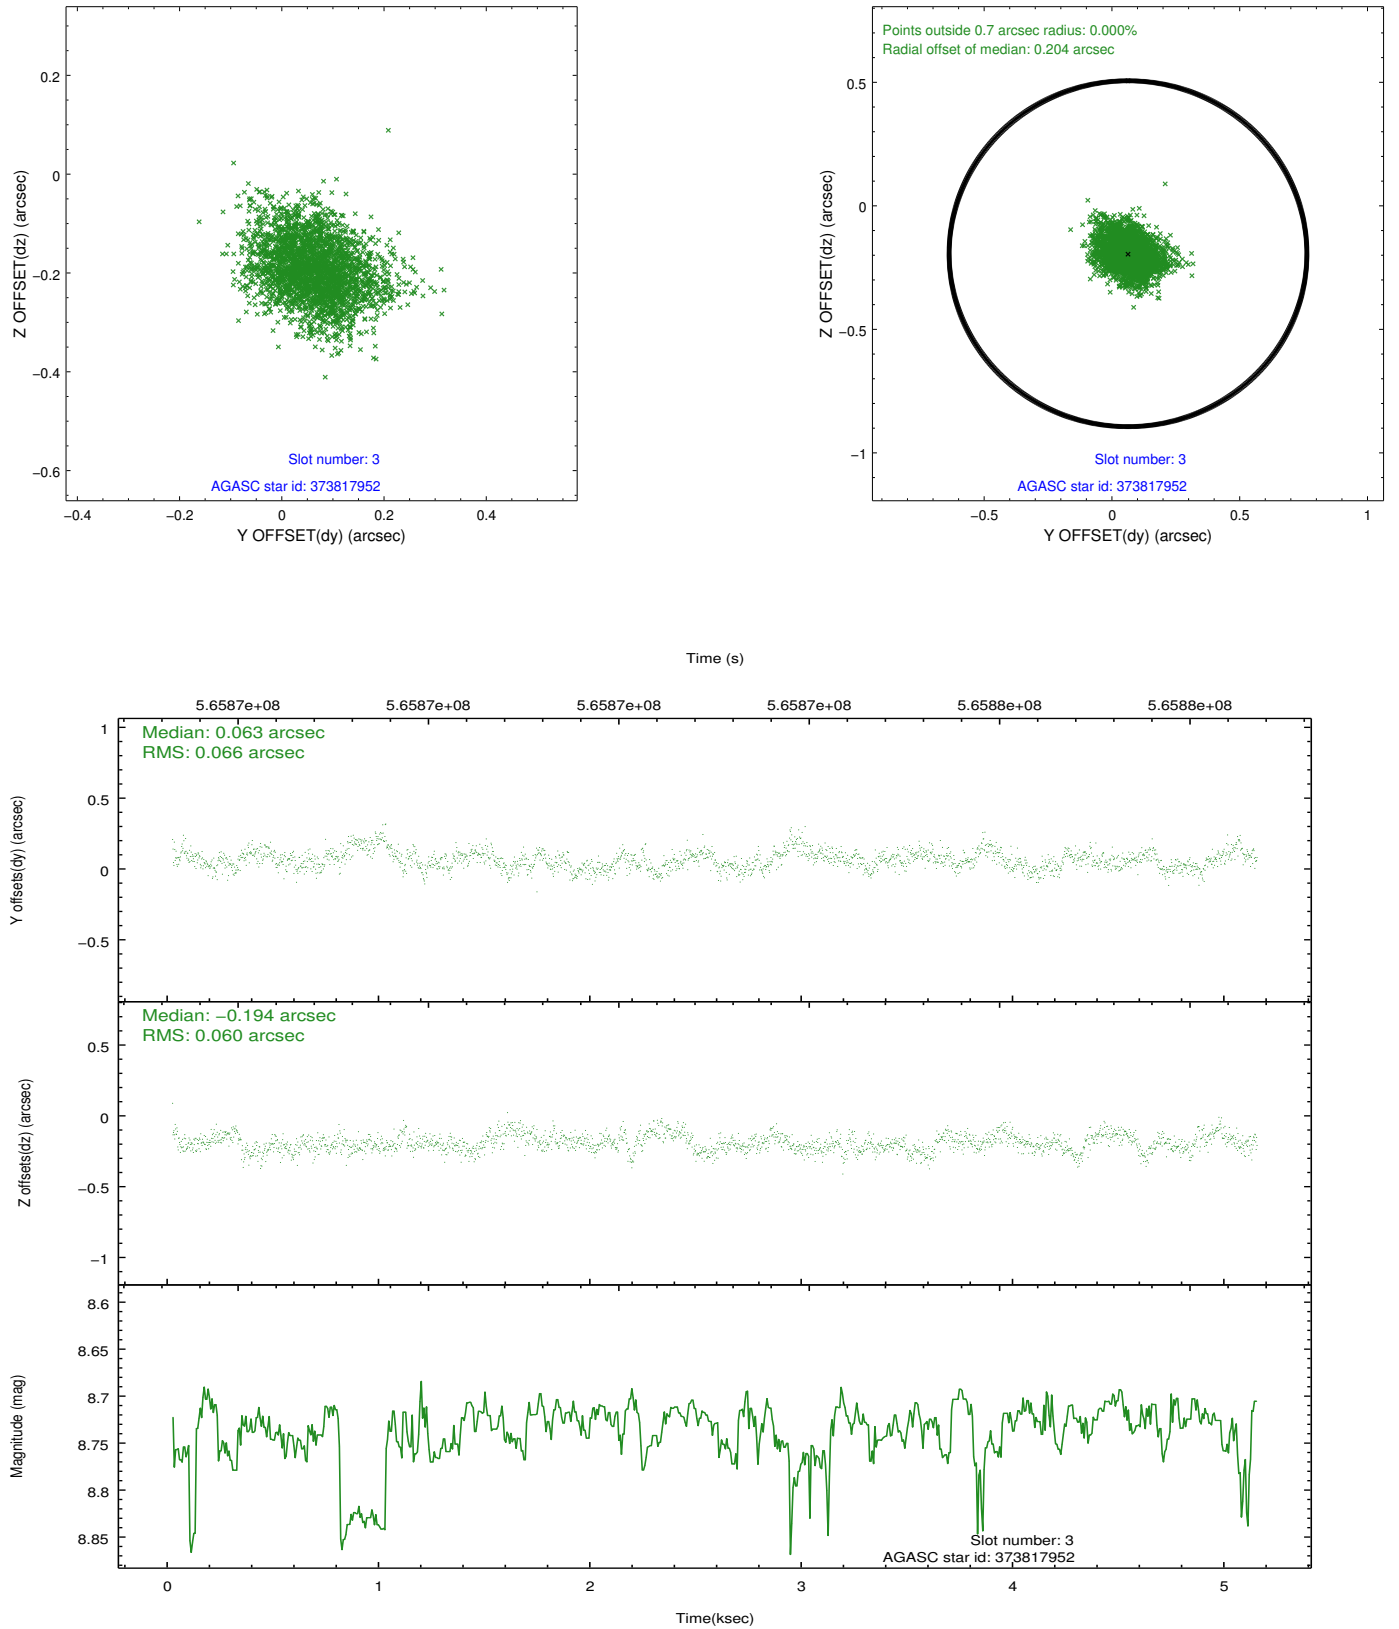 0.2
0
−0.2
−0.4
−0.6
Z OFFSET(dz) (arcsec)
Slot number: 3
AGASC star id: 373817952
−0.4
−0.2
0
0.2
0.4
Y OFFSET(dy) (arcsec)
Points outside 0.7 arcsec radius: 0.000%
Radial offset of median: 0.204 arcsec
0.5
0
−0.5
−1
Z OFFSET(dz) (arcsec)
Slot number: 3
AGASC star id: 373817952
−0.5
0
0.5
1
Y OFFSET(dy) (arcsec)
Time (s)
5.6587e+08
5.6587e+08
5.6587e+08
5.6587e+08
5.6588e+08
5.6588e+08
Median: 0.063 arcsec
RMS: 0.066 arcsec
1
0.5
0
−0.5
Y offsets(dy) (arcsec)
Median: −0.194 arcsec
RMS: 0.060 arcsec
0.5
0
−0.5
−1
Z offsets(dz) (arcsec)
8.6
8.65
8.7
8.75
8.8
8.85
Magnitude (mag)
Slot number: 3
AGASC star id: 373817952
0
1
2
3
4
5
Time(ksec)